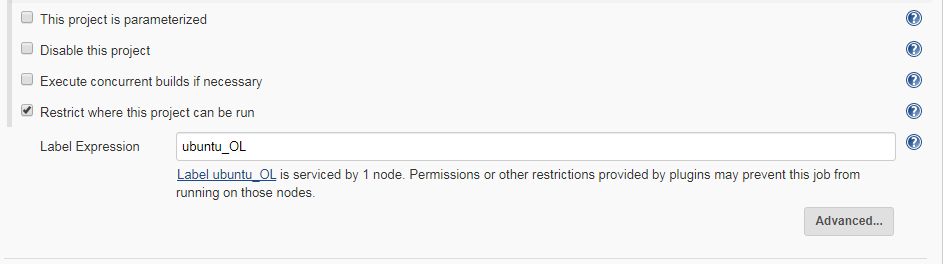 This project is parameterized
?
Disable this project
?
Execute concurrent builds if necessary
?
Restrict where this project can be run
?
Label Expression
ubuntu_OL
?
Label ubuntu_OL is serviced by 1 node. Permissions or other restrictions provided by plugins may prevent this job from
running on those nodes.
Advanced...